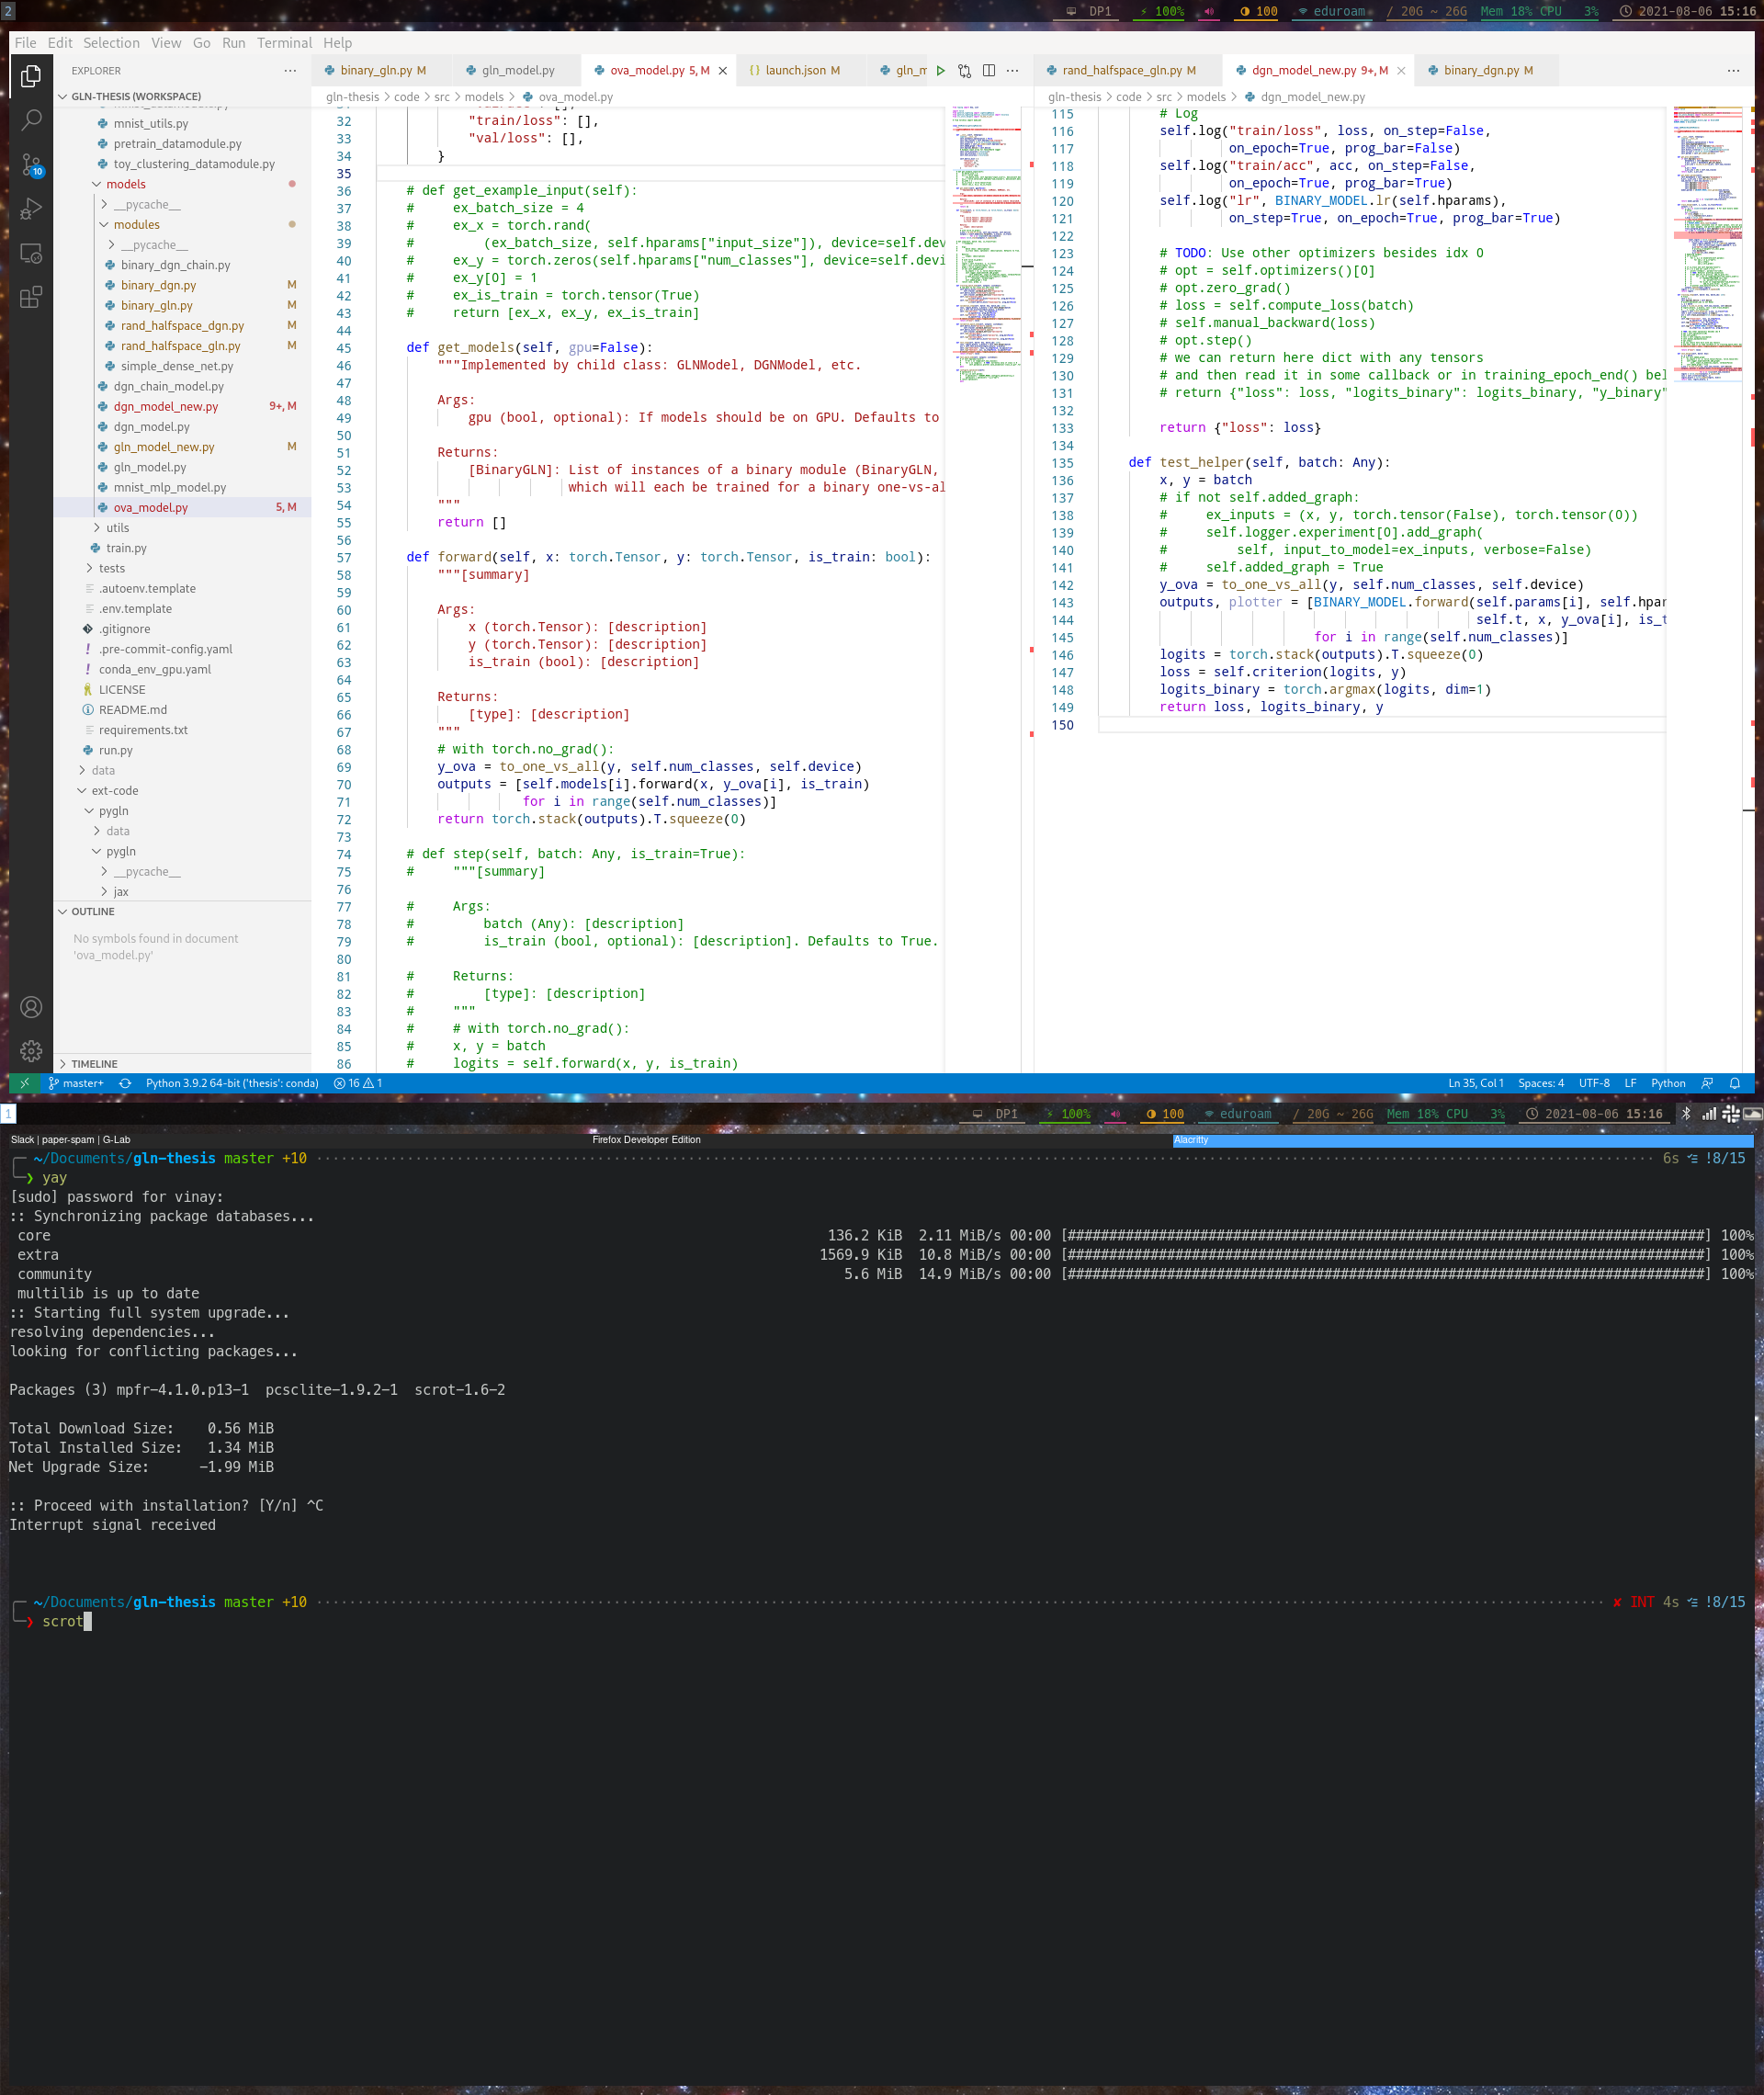 2
DP1 100% 100 eduroam / 20G ~ 26G Mem 18% CPU 3% 2021-08-06 15:16
File Edit Selection View Go Run Terminal Help
EXPLORER
GLN-THESIS (WORKSPACE)
mnist_utils.py
pretrain_datamodule.py
toy_clustering_datamodule.py
models
__pycache__
modules
__pycache__
binary_dgn_chain.py
binary_dgn.py M
binary_gln.py M
rand_halfspace_dgn.py M
rand_halfspace_gln.py M
simple_dense_net.py
dgn_chain_model.py
dgn_model_new.py 9+, M
dgn_model.py
gln_model_new.py M
gln_model.py
mnist_mlp_model.py
ova_model.py 5, M
utils
train.py
tests
.autoenv.template
.env.template
.gitignore
.pre-commit-config.yaml
conda_env_gpu.yaml
LICENSE
README.md
requirements.txt
run.py
data
ext-code
pygln
data
pygln
__pycache__
jax
OUTLINE
No symbols found in document
'ova_model.py'
TIMELINE
10
binary_gln.py M gln_model.py ova_model.py 5, M launch.json M gln_m
gln-thesis > code > src > models > ova_model.py
32 "train/loss": [],
33 "val/loss": [],
34 }
35
36 # def get_example_input(self):
37 #     ex_batch_size = 4
38 #     ex_x = torch.rand(
39 #         (ex_batch_size, self.hparams["input_size"]), device=self.dev
40 #     ex_y = torch.zeros(self.hparams["num_classes"], device=self.devi
41 #     ex_y[0] = 1
42 #     ex_is_train = torch.tensor(True)
43 #     return [ex_x, ex_y, ex_is_train]
44
45 def get_models(self, gpu=False):
46 """Implemented by child class: GLNModel, DGNModel, etc.
47
48 Args:
49 gpu (bool, optional): If models should be on GPU. Defaults to
50
51 Returns:
52 [BinaryGLN]: List of instances of a binary module (BinaryGLN,
53 which will each be trained for a binary one-vs-al
54 """
55 return []
56
57 def forward(self, x: torch.Tensor, y: torch.Tensor, is_train: bool):
58 """[summary]
59
60 Args:
61 x (torch.Tensor): [description]
62 y (torch.Tensor): [description]
63 is_train (bool): [description]
64
65 Returns:
66 [type]: [description]
67 """
68 # with torch.no_grad():
69 y_ova = to_one_vs_all(y, self.num_classes, self.device)
70 outputs = [self.models[i].forward(x, y_ova[i], is_train)
71 for i in range(self.num_classes)]
72 return torch.stack(outputs).T.squeeze(0)
73
74 # def step(self, batch: Any, is_train=True):
75 #     """[summary]
76
77 #     Args:
78 #         batch (Any): [description]
79 #         is_train (bool, optional): [description]. Defaults to True.
80
81 #     Returns:
82 #         [type]: [description]
83 #     """
84 #     # with torch.no_grad():
85 #     x, y = batch
86 #     logits = self.forward(x, y, is_train)
rand_halfspace_gln.py M dgn_model_new.py 9+, M binary_dgn.py M
gln-thesis > code > src > models > dgn_model_new.py
115 # Log
116 self.log("train/loss", loss, on_step=False,
117 on_epoch=True, prog_bar=False)
118 self.log("train/acc", acc, on_step=False,
119 on_epoch=True, prog_bar=True)
120 self.log("lr", BINARY_MODEL.lr(self.hparams),
121 on_step=True, on_epoch=True, prog_bar=True)
122
123 # TODO: Use other optimizers besides idx 0
124 # opt = self.optimizers()[0]
125 # opt.zero_grad()
126 # loss = self.compute_loss(batch)
127 # self.manual_backward(loss)
128 # opt.step()
129 # we can return here dict with any tensors
130 # and then read it in some callback or in training_epoch_end() bel
131 # return {"loss": loss, "logits_binary": logits_binary, "y_binary"
132
133 return {"loss": loss}
134
135 def test_helper(self, batch: Any):
136 x, y = batch
137 # if not self.added_graph:
138 #     ex_inputs = (x, y, torch.tensor(False), torch.tensor(0))
139 #     self.logger.experiment[0].add_graph(
140 #         self, input_to_model=ex_inputs, verbose=False)
141 #     self.added_graph = True
142 y_ova = to_one_vs_all(y, self.num_classes, self.device)
143 outputs, plotter = [BINARY_MODEL.forward(self.params[i], self.hpar
144 self.t, x, y_ova[i], is_t
145 for i in range(self.num_classes)]
146 logits = torch.stack(outputs).T.squeeze(0)
147 loss = self.criterion(logits, y)
148 logits_binary = torch.argmax(logits, dim=1)
149 return loss, logits_binary, y
150
master+ Python 3.9.2 64-bit ('thesis': conda) 16 1 Ln 35, Col 1 Spaces: 4 UTF-8 LF Python
1 DP1 100% 100 eduroam / 20G ~ 26G Mem 18% CPU 3% 2021-08-06 15:16
Slack | paper-spam | G-Lab Firefox Developer Edition Alacritty
~/Documents/gln-thesis master +10 6s !8/15
❯ yay
[sudo] password for vinay:
:: Synchronizing package databases...
core 136.2 KiB 2.11 MiB/s 00:00 [##############################################################################] 100%
extra 1569.9 KiB 10.8 MiB/s 00:00 [##############################################################################] 100%
community 5.6 MiB 14.9 MiB/s 00:00 [##############################################################################] 100%
multilib is up to date
:: Starting full system upgrade...
resolving dependencies...
looking for conflicting packages...
Packages (3) mpfr-4.1.0.p13-1 pcsclite-1.9.2-1 scrot-1.6-2
Total Download Size: 0.56 MiB
Total Installed Size: 1.34 MiB
Net Upgrade Size: -1.99 MiB
:: Proceed with installation? [Y/n] ^C
Interrupt signal received
~/Documents/gln-thesis master +10 ✘ INT 4s !8/15
❯ scrot